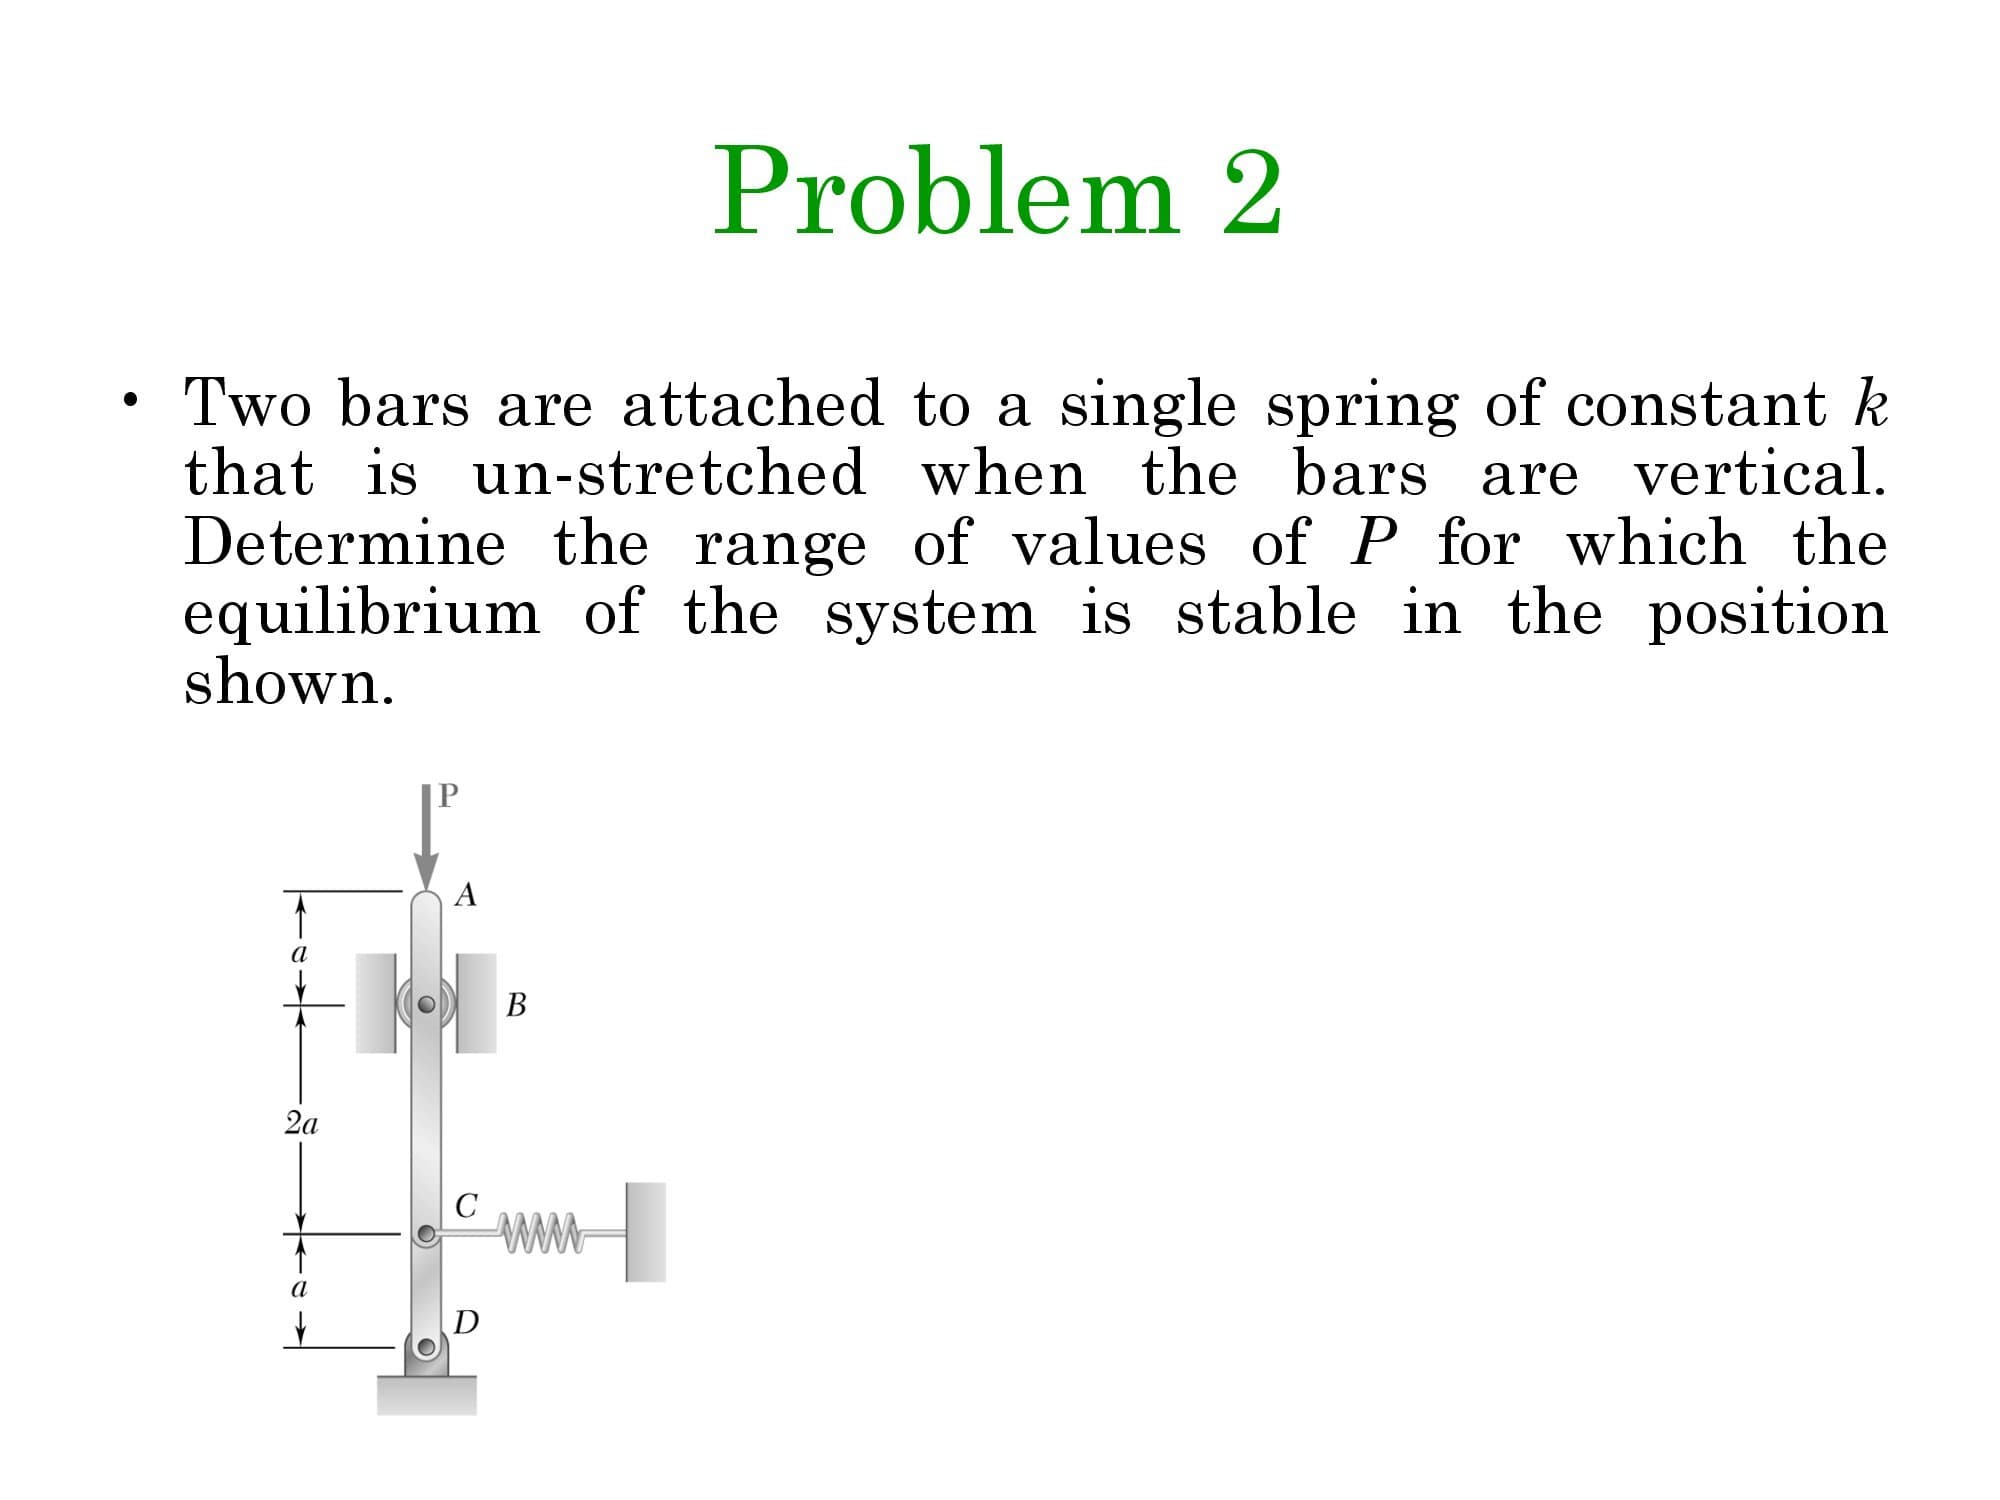 Problem 2
• Two bars are attached to a single spring of constant k
that is un-stretched when the bars are vertical.
Determine the range of values of P for which the
equilibrium of the system is stable in the position
shown.
P
A
a
B
2a
C
a
D